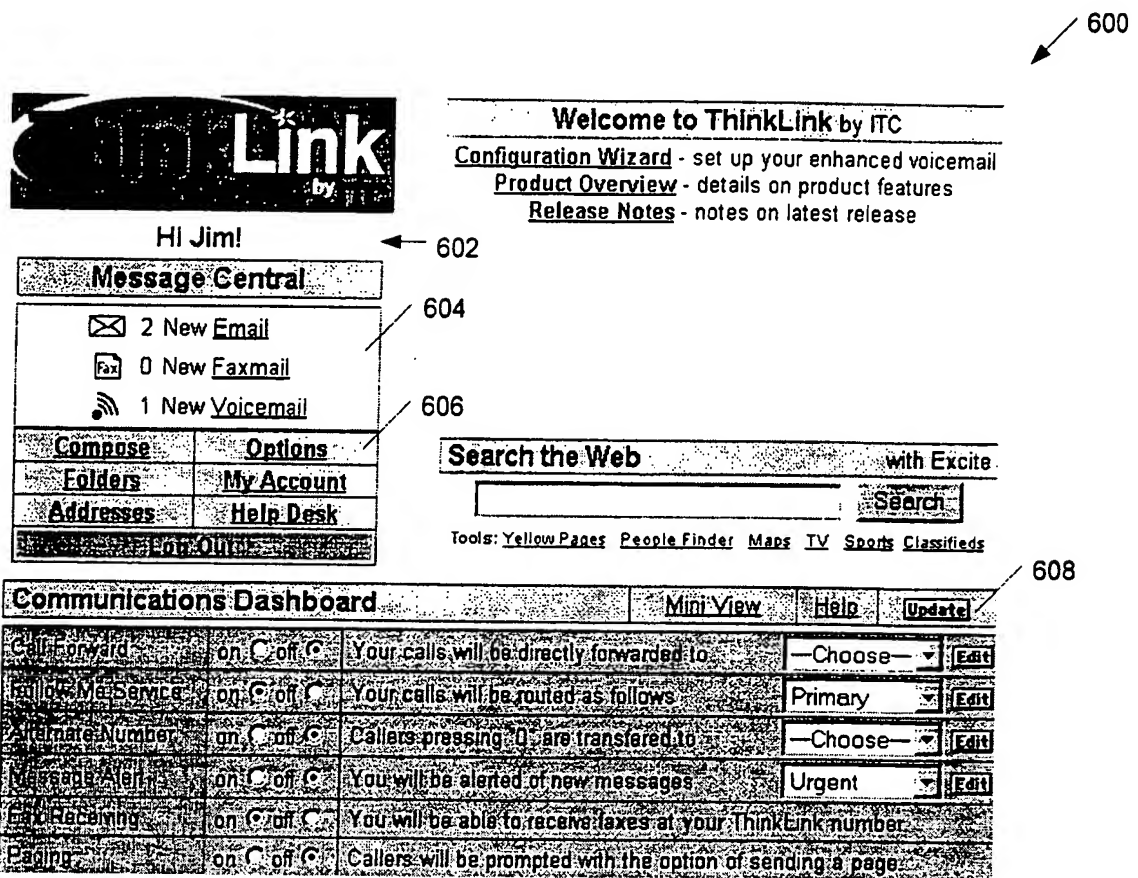 600
ThinkLink
by
Welcome to ThinkLink by ITC
Configuration Wizard - set up your enhanced voicemail
Product Overview - details on product features
Release Notes - notes on latest release
Hi Jim!
602
Message Central
604
2 New Email
Fax 0 New Faxmail
1 New Voicemail
606
Compose Options
Folders My Account
Addresses Help Desk
Log Out
Search the Web with Excite
Search
Tools: Yellow Pages People Finder Maps TV Sports Classifieds
608
Communications Dashboard Mini View Help Update
Call Forward on off Your calls will be directly forwarded to —Choose— Edit
Follow Me Service on off Your calls will be routed as follows Primary Edit
Alternate Number on off Callers pressing "0" are transfered to —Choose— Edit
Message Alert on off You will be alerted of new messages Urgent Edit
Fax Receiving on off You will be able to receive faxes at your ThinkLink number
Paging on off Callers will be prompted with the option of sending a page